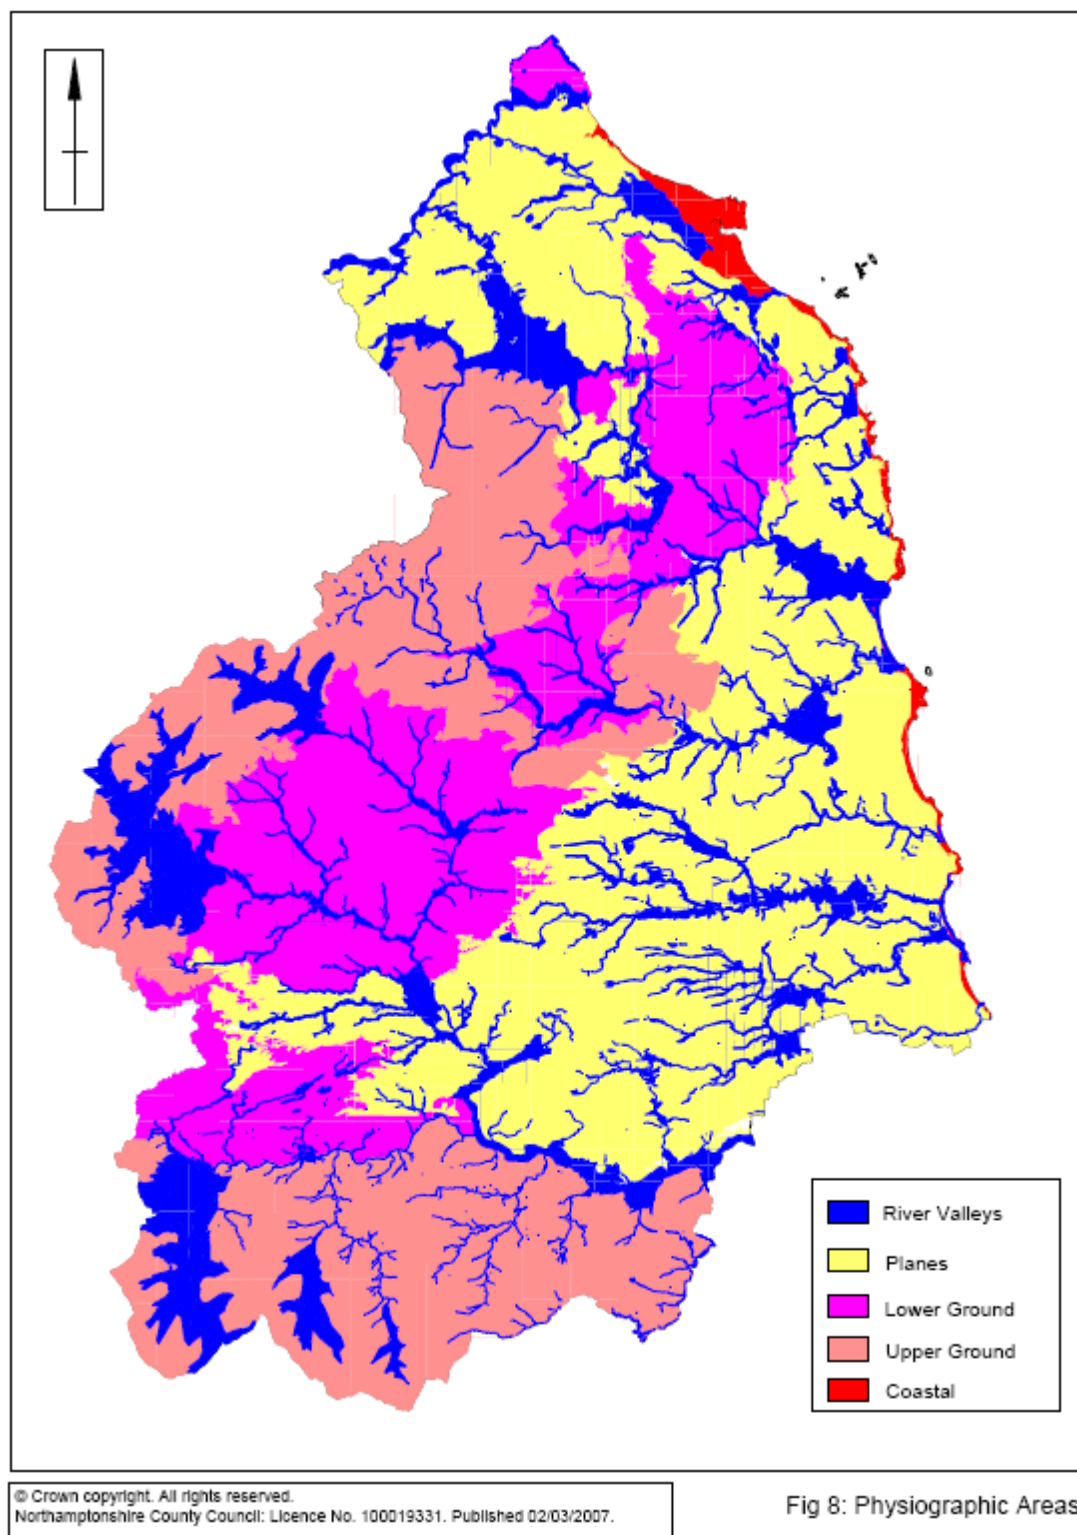 River Valleys
Planes
Lower Ground
Upper Ground
Coastal
© Crown copyright. All rights reserved.
Northamptonshire County Council: Licence No. 100019331. Published 02/03/2007.
Fig 8: Physiographic Areas